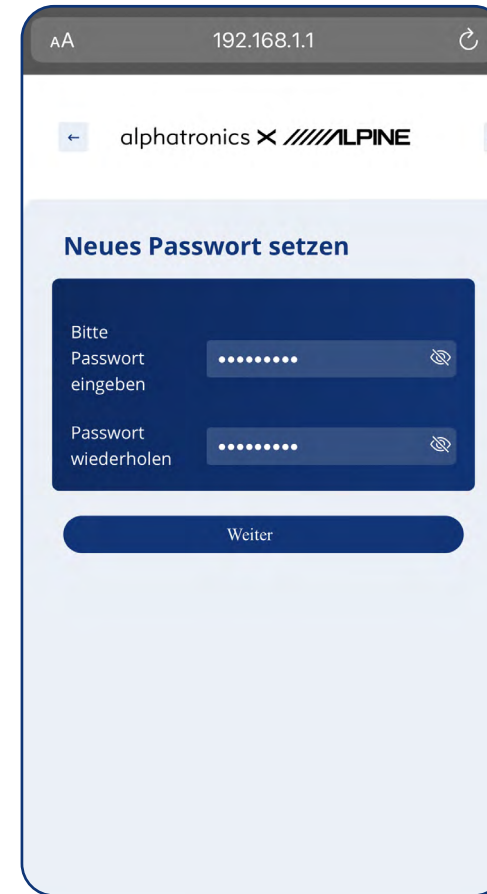 AA 192.168.1.1
alphatronics X ALPINE
Neues Passwort setzen
Bitte
Passwort
eingeben
•••••••••
Passwort
wiederholen
•••••••••
Weiter